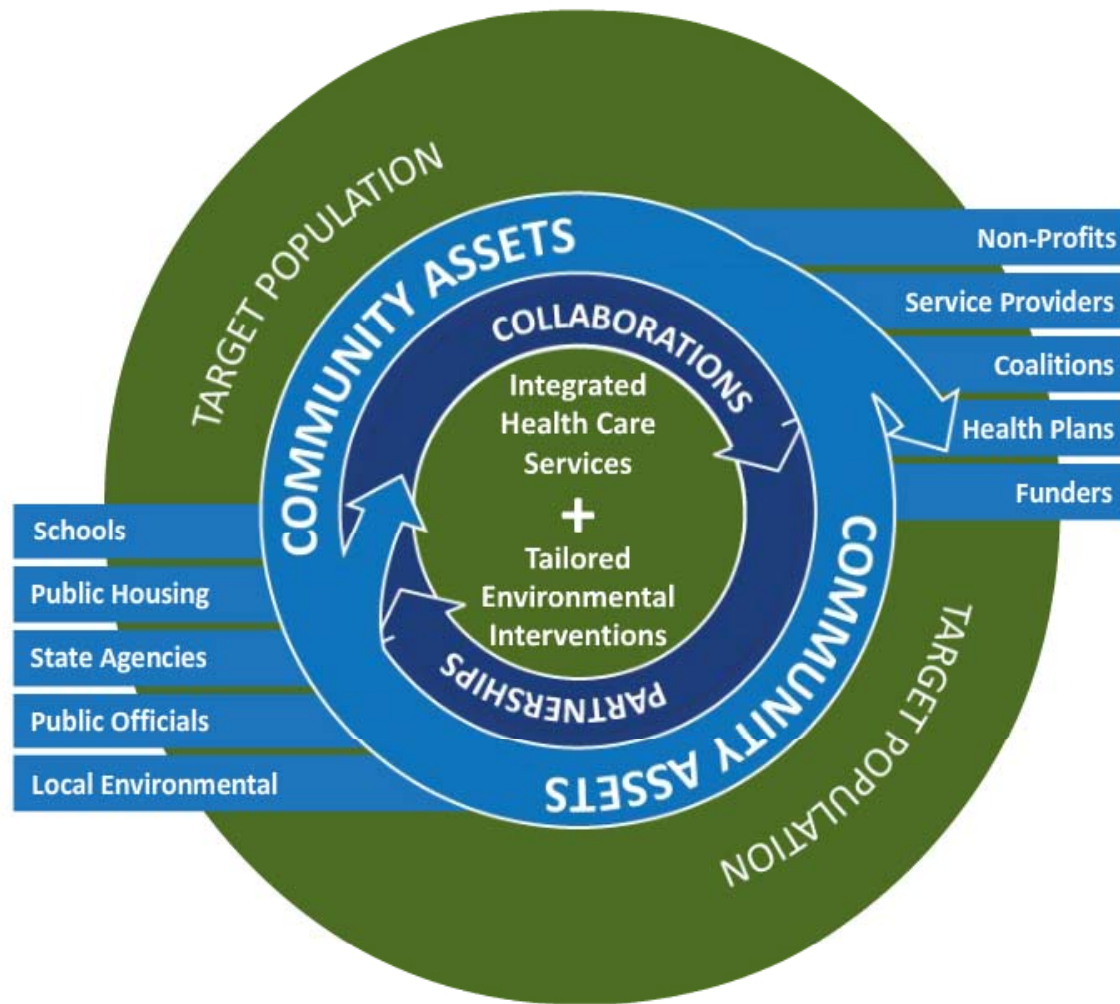 TARGET POPULATION
COMMUNITY ASSETS
COLLABORATIONS
Integrated
Health Care
Services
+
Tailored
Environmental
Interventions
PARTNERSHIPS
COMMUNITY ASSETS
TARGET POPULATION
Non-Profits
Service Providers
Coalitions
Health Plans
Funders
Schools
Public Housing
State Agencies
Public Officials
Local Environmental